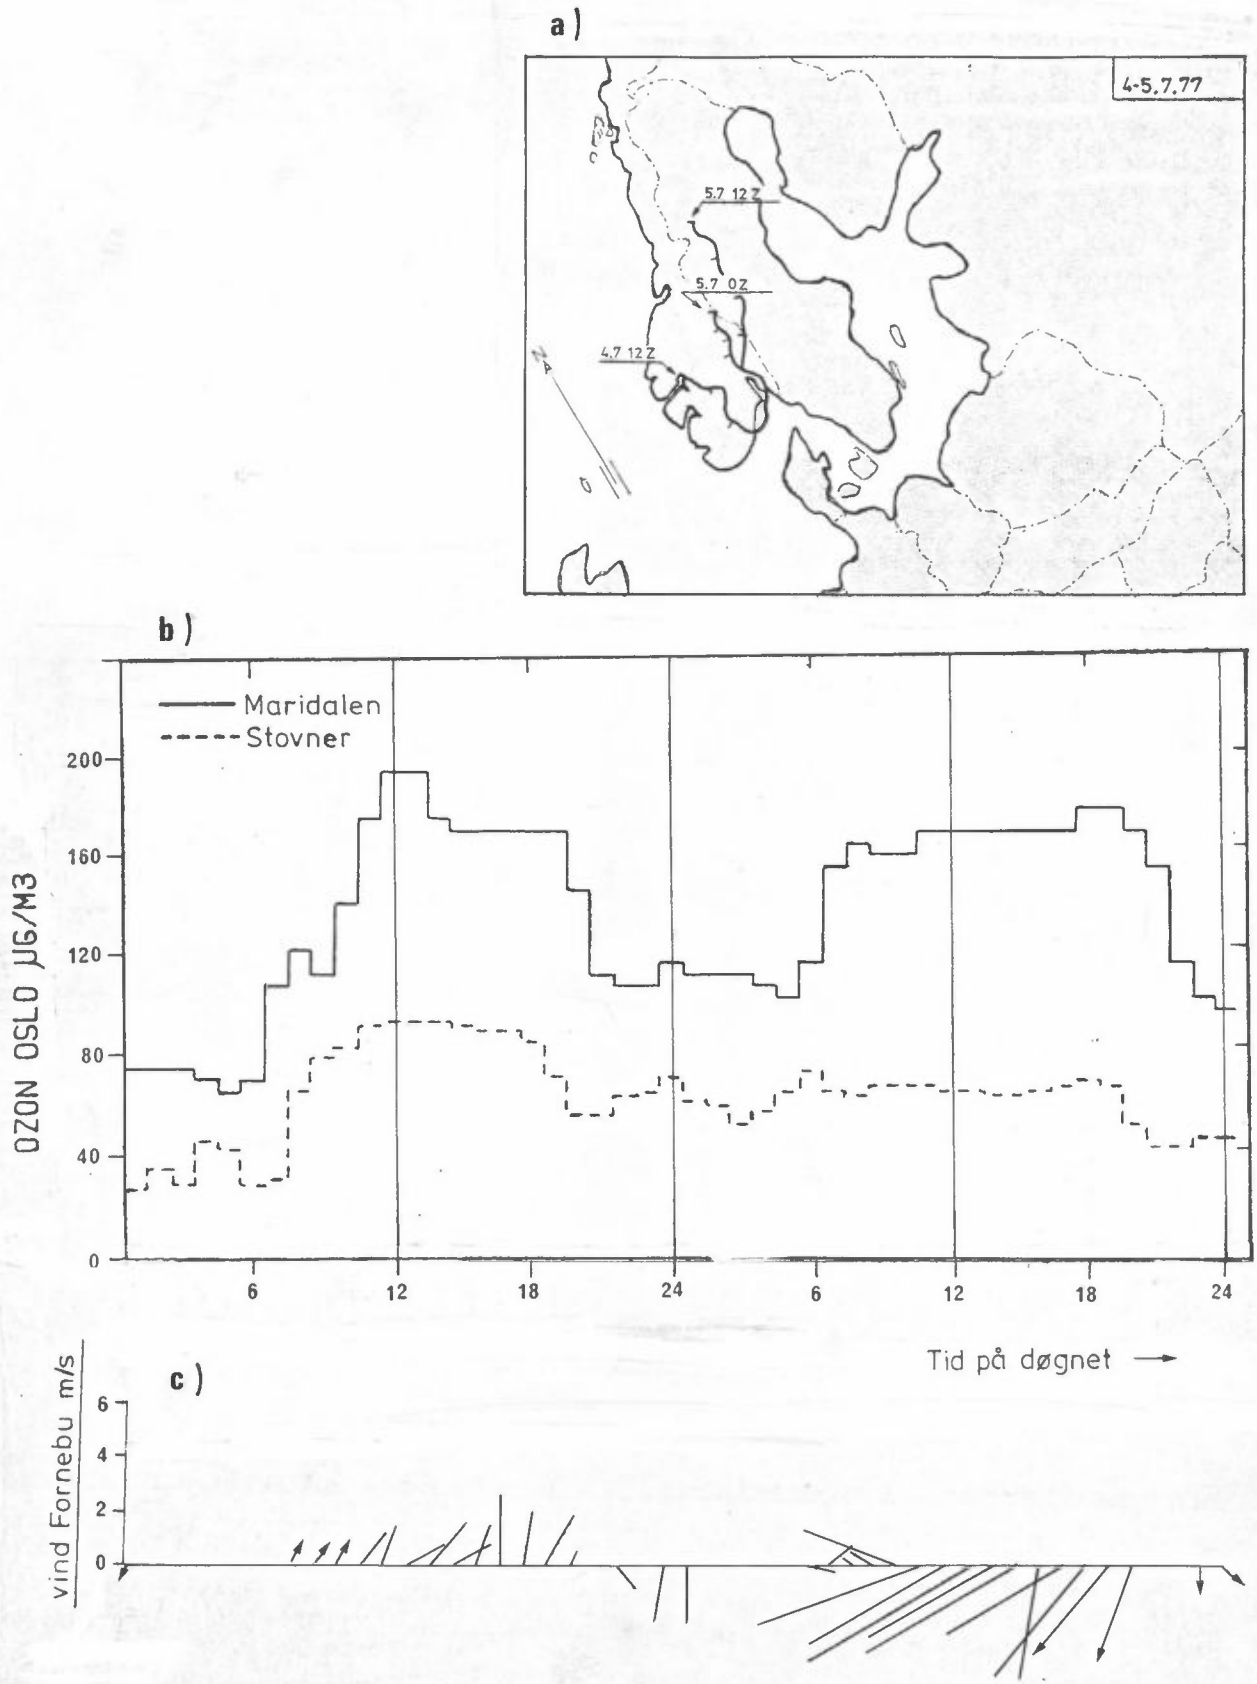 a)
4-5.7.77
5.7 12 Z
5.7 0Z
4.7 12 Z
N
b)
Maridalen
Stovner
200
160
120
80
40
0
OZON OSLO µG/M3
6 12 18 24 6 12 18 24
Tid på døgnet
c)
vind Fornebu m/s
6
4
2
0